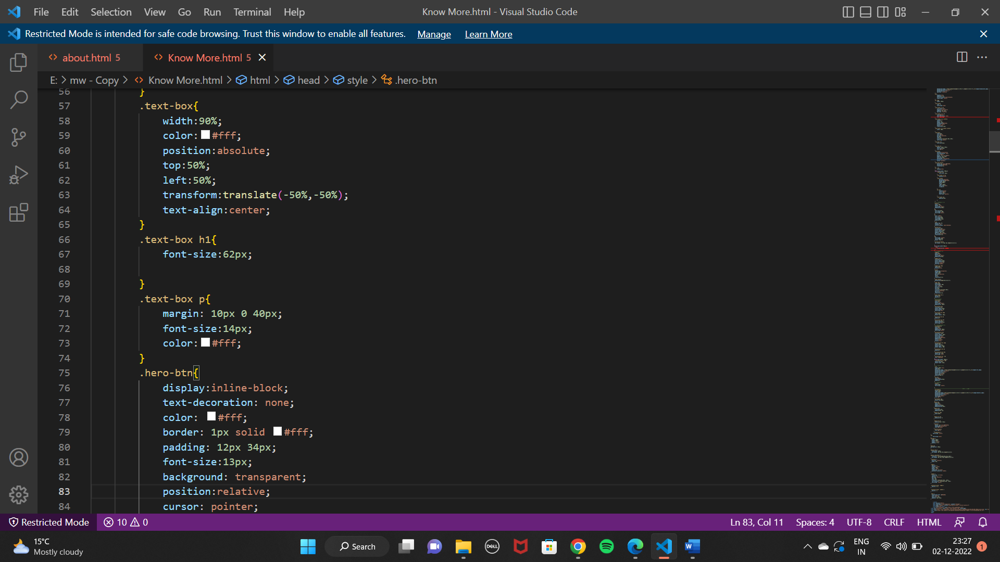 File Edit Selection View Go Run Terminal Help
Know More.html - Visual Studio Code
Restricted Mode is intended for safe code browsing. Trust this window to enable all features. Manage Learn More
about.html 5
Know More.html 5
E: > mw - Copy > Know More.html > html > head > style > .hero-btn
56 }
57 .text-box{
58 width:90%;
59 color:#fff;
60 position:absolute;
61 top:50%;
62 left:50%;
63 transform:translate(-50%,-50%);
64 text-align:center;
65 }
66 .text-box h1{
67 font-size:62px;
68
69 }
70 .text-box p{
71 margin: 10px 0 40px;
72 font-size:14px;
73 color:#fff;
74 }
75 .hero-btn{
76 display:inline-block;
77 text-decoration: none;
78 color: #fff;
79 border: 1px solid #fff;
80 padding: 12px 34px;
81 font-size:13px;
82 background: transparent;
83 position:relative;
84 cursor: pointer;
Restricted Mode 10 0
Ln 83, Col 11 Spaces: 4 UTF-8 CRLF HTML
15°C
Mostly cloudy
Search
DELL
W
ENG
IN
23:27
02-12-2022
1